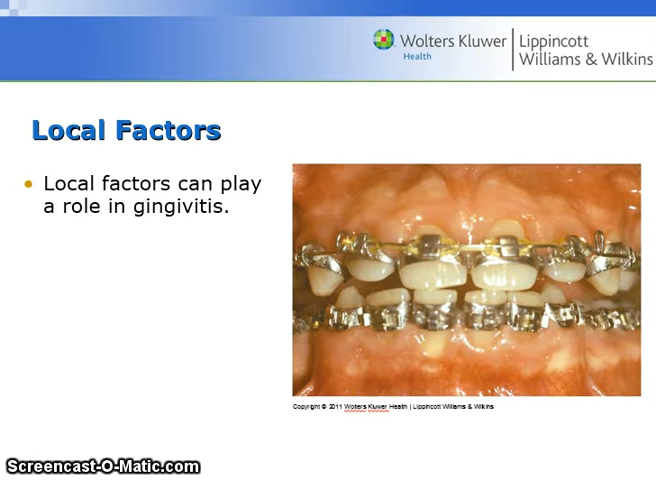 Wolters Kluwer
Health
Lippincott
Williams & Wilkins
Local Factors
• Local factors can play
a role in gingivitis.
Copyright © 2011 Wolters Kluwer Health | Lippincott Williams & Wilkins
Screencast-O-Matic.com